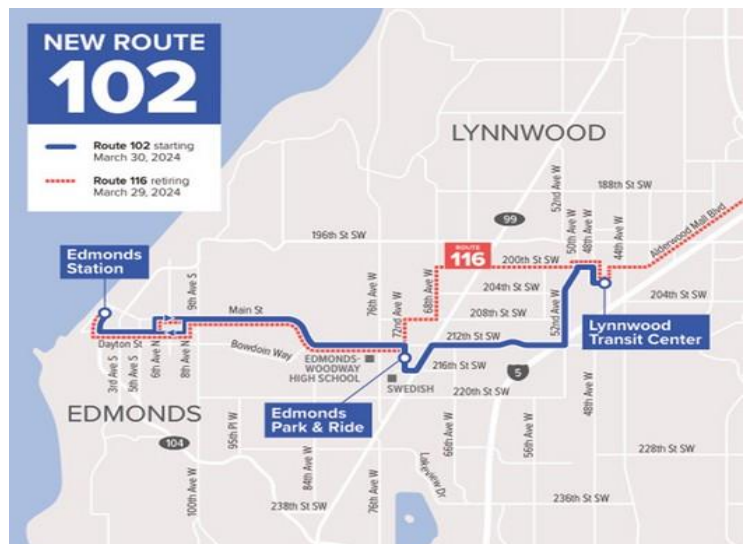 NEW ROUTE
102
Route 102 starting
March 30, 2024
Route 116 retiring
March 29, 2024
LYNNWOOD
52nd Ave W
50th Ave W
48th Ave W
44th Ave W
188th St SW
Alderwood Mall Blvd
99
196th St SW
ROUTE
116
200th St SW
Edmonds
Station
9th Ave S
76th Ave W
72nd Ave W
68th Ave W
204th St SW
204th St SW
Main St
208th St SW
52nd Ave W
Lynnwood
Transit Center
212th St SW
Dayton St
3rd Ave S
5th Ave S
6th Ave N
8th Ave N
Bowdoin Way
EDMONDS-
WOODWAY
HIGH SCHOOL
216th St SW
5
SWEDISH
220th St SW
Edmonds
Park & Ride
EDMONDS
48th Ave W
104
95th Pl W
84th Ave W
66th Ave W
56th Ave W
228th St SW
100th Ave W
238th St SW
76th Ave W
Lakeview Dr
236th St SW